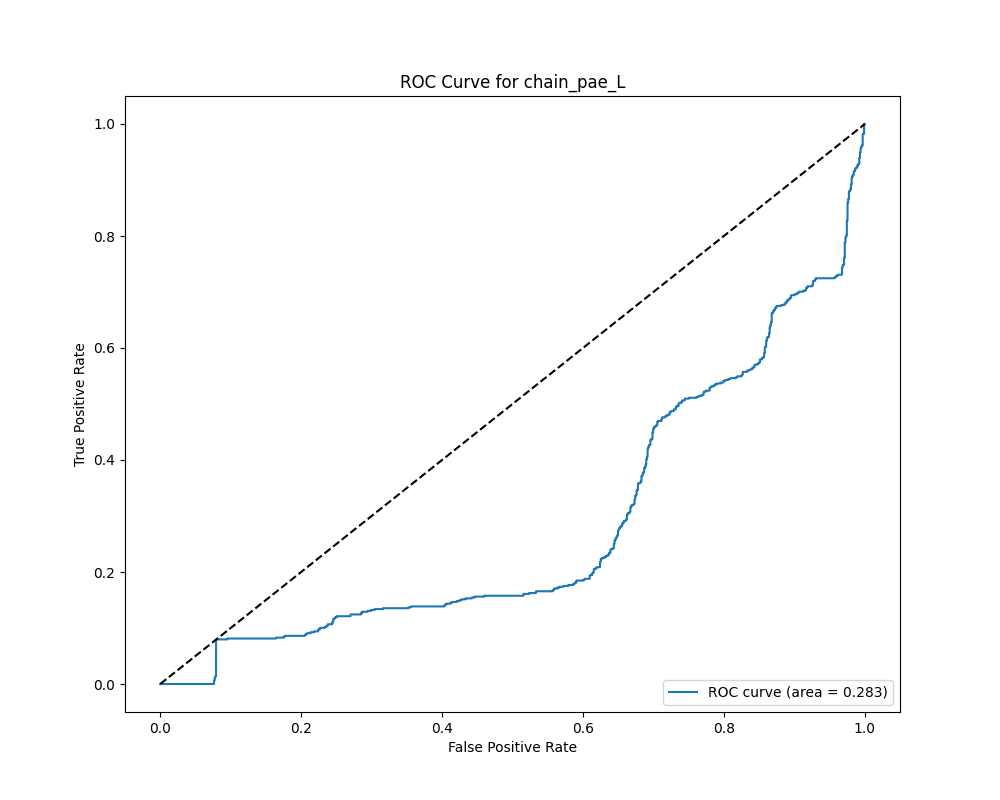 ROC Curve for chain_pae_L
1.0
0.8
0.6
0.4
0.2
0.0
True Positive Rate
ROC curve (area = 0.283)
0.0 0.2 0.4 0.6 0.8 1.0
False Positive Rate